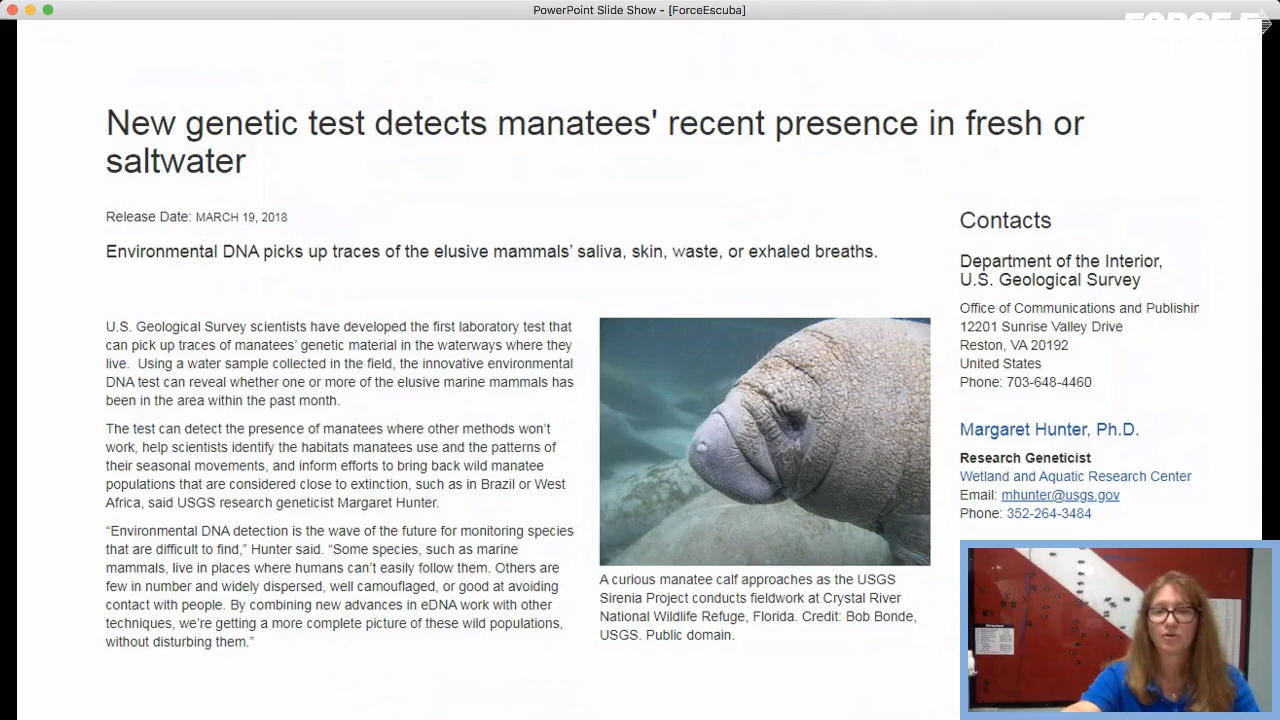 PowerPoint Slide Show - [ForceEscuba]
FORCE-E
New genetic test detects manatees' recent presence in fresh or
saltwater
Release Date: MARCH 19, 2018
Environmental DNA picks up traces of the elusive mammals’ saliva, skin, waste, or exhaled breaths.
U.S. Geological Survey scientists have developed the first laboratory test that
can pick up traces of manatees’ genetic material in the waterways where they
live. Using a water sample collected in the field, the innovative environmental
DNA test can reveal whether one or more of the elusive marine mammals has
been in the area within the past month.
The test can detect the presence of manatees where other methods won’t
work, help scientists identify the habitats manatees use and the patterns of
their seasonal movements, and inform efforts to bring back wild manatee
populations that are considered close to extinction, such as in Brazil or West
Africa, said USGS research geneticist Margaret Hunter.
“Environmental DNA detection is the wave of the future for monitoring species
that are difficult to find,” Hunter said. “Some species, such as marine
mammals, live in places where humans can’t easily follow them. Others are
few in number and widely dispersed, well camouflaged, or good at avoiding
contact with people. By combining new advances in eDNA work with other
techniques, we’re getting a more complete picture of these wild populations,
without disturbing them.”
A curious manatee calf approaches as the USGS
Sirenia Project conducts fieldwork at Crystal River
National Wildlife Refuge, Florida. Credit: Bob Bonde,
USGS. Public domain.
Contacts
Department of the Interior,
U.S. Geological Survey
Office of Communications and Publishin
12201 Sunrise Valley Drive
Reston, VA 20192
United States
Phone: 703-648-4460
Margaret Hunter, Ph.D.
Research Geneticist
Wetland and Aquatic Research Center
Email: mhunter@usgs.gov
Phone: 352-264-3484